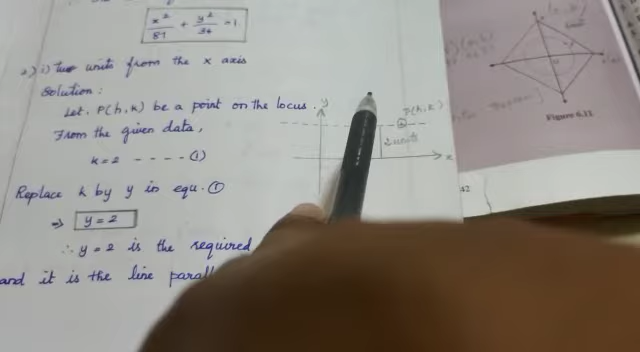 x²/81 + y²/36 = 1.
2) i) two units from the x axis
Solution:
Let P(h,k) be a point on the locus.
From the given data,
k = 2 - - - - ①
Replace k by y in equ. ①
⇒ y = 2
∴ y = 2 is the required
and it is the line
y
P(h,k)
2 units
x
42
Figure 6.11